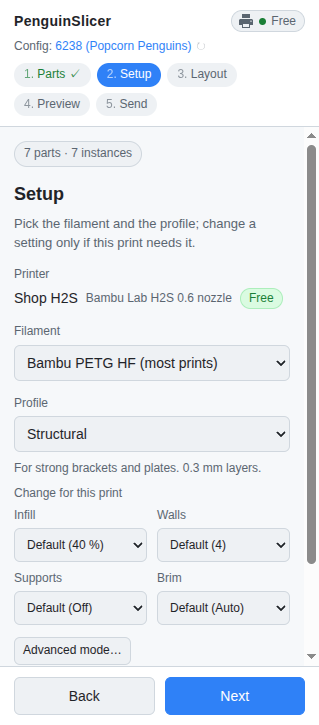 PenguinSlicer
Free
Config: 6238 (Popcorn Penguins)
1. Parts ✓
2. Setup
3. Layout
4. Preview
5. Send
7 parts · 7 instances
Setup
Pick the filament and the profile; change a
setting only if this print needs it.
Printer
Shop H2S Bambu Lab H2S 0.6 nozzle Free
Filament
Bambu PETG HF (most prints)
Profile
Structural
For strong brackets and plates. 0.3 mm layers.
Change for this print
Infill
Walls
Default (40 %)
Default (4)
Supports
Brim
Default (Off)
Default (Auto)
Advanced mode…
Back
Next